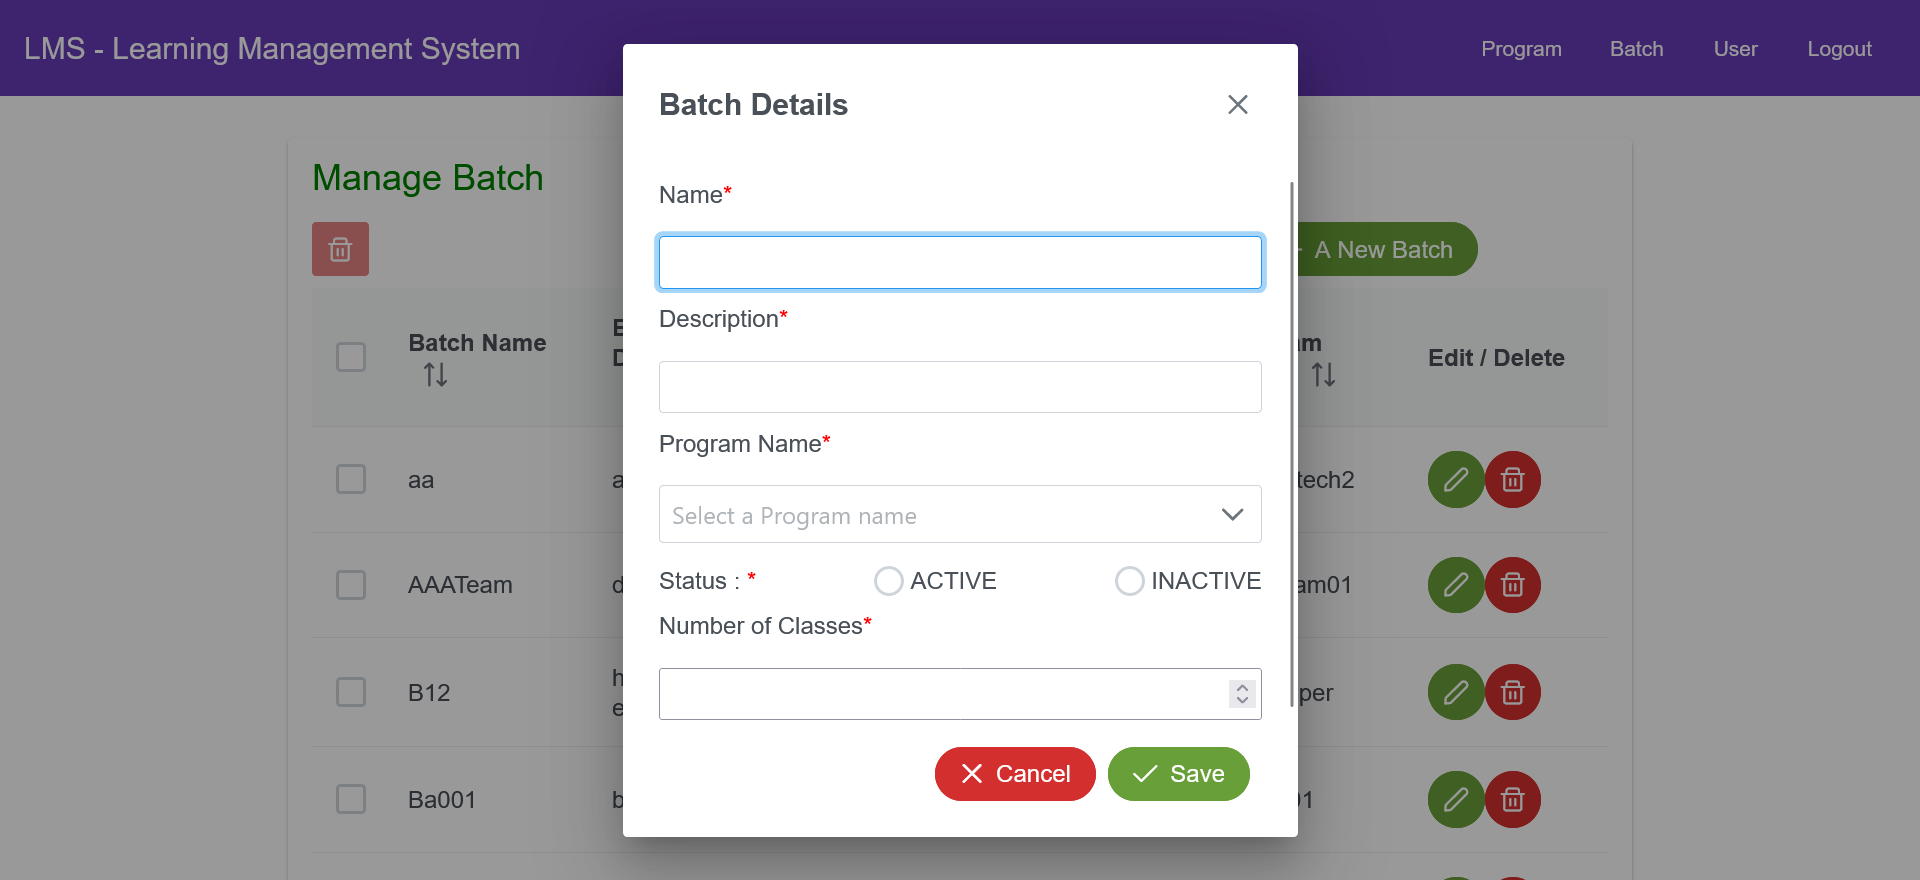 LMS - Learning Management System
Program
Batch
User
Logout
Manage Batch
A New Batch
Batch Name
Edit / Delete
aa
tech2
AAATeam
am01
B12
per
Ba001
Batch Details
Name*
Description*
Program Name*
Select a Program name
Status : *
ACTIVE
INACTIVE
Number of Classes*
Cancel
Save